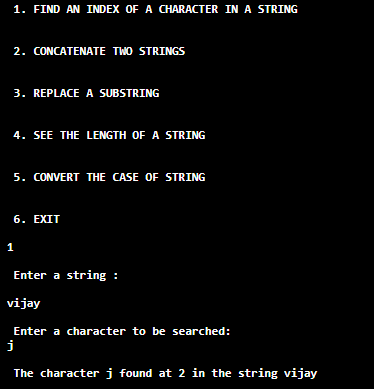 1. FIND AN INDEX OF A CHARACTER IN A STRING
2. CONCATENATE TWO STRINGS
3. REPLACE A SUBSTRING
4. SEE THE LENGTH OF A STRING
5. CONVERT THE CASE OF STRING
6. EXIT
1
Enter a string :
vijay
Enter a character to be searched:
j
The character j found at 2 in the string vijay